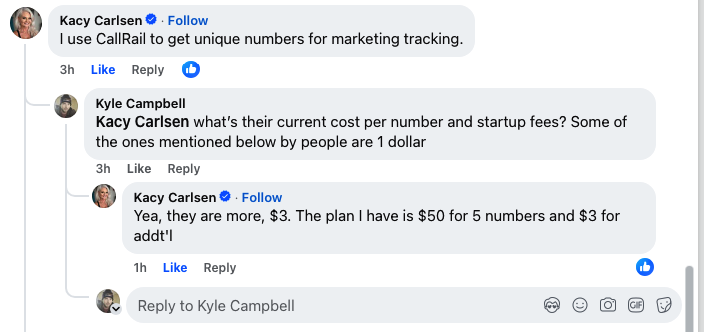 Kacy Carlsen · Follow
I use CallRail to get unique numbers for marketing tracking.
3h Like Reply
Kyle Campbell
Kacy Carlsen what's their current cost per number and startup fees? Some of
the ones mentioned below by people are 1 dollar
3h Like Reply
Kacy Carlsen · Follow
Yea, they are more, $3. The plan I have is $50 for 5 numbers and $3 for
addt'l
1h Like Reply
Reply to Kyle Campbell GIF